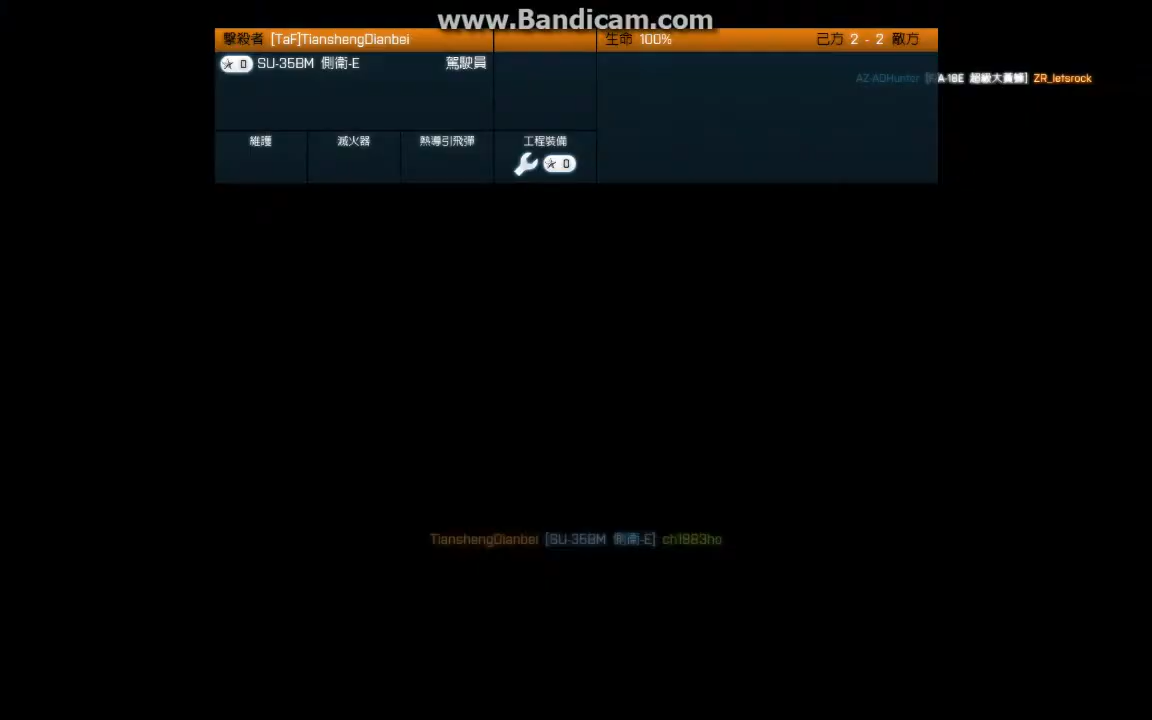 www.Bandicam.com
擊殺者 [TaF]TianshengDianbei 生命 100% 己方 2 - 2 敵方
★ 0 SU-35BM 側衛-E 駕駛員
AZ-ADHunter [F/A-18E 超級大黃蜂] ZR_letsrock
維護 滅火器 熱導引飛彈 工程裝備
★ 0
TianshengDianbei [SU-35BM 側衛-E] ch1983ho